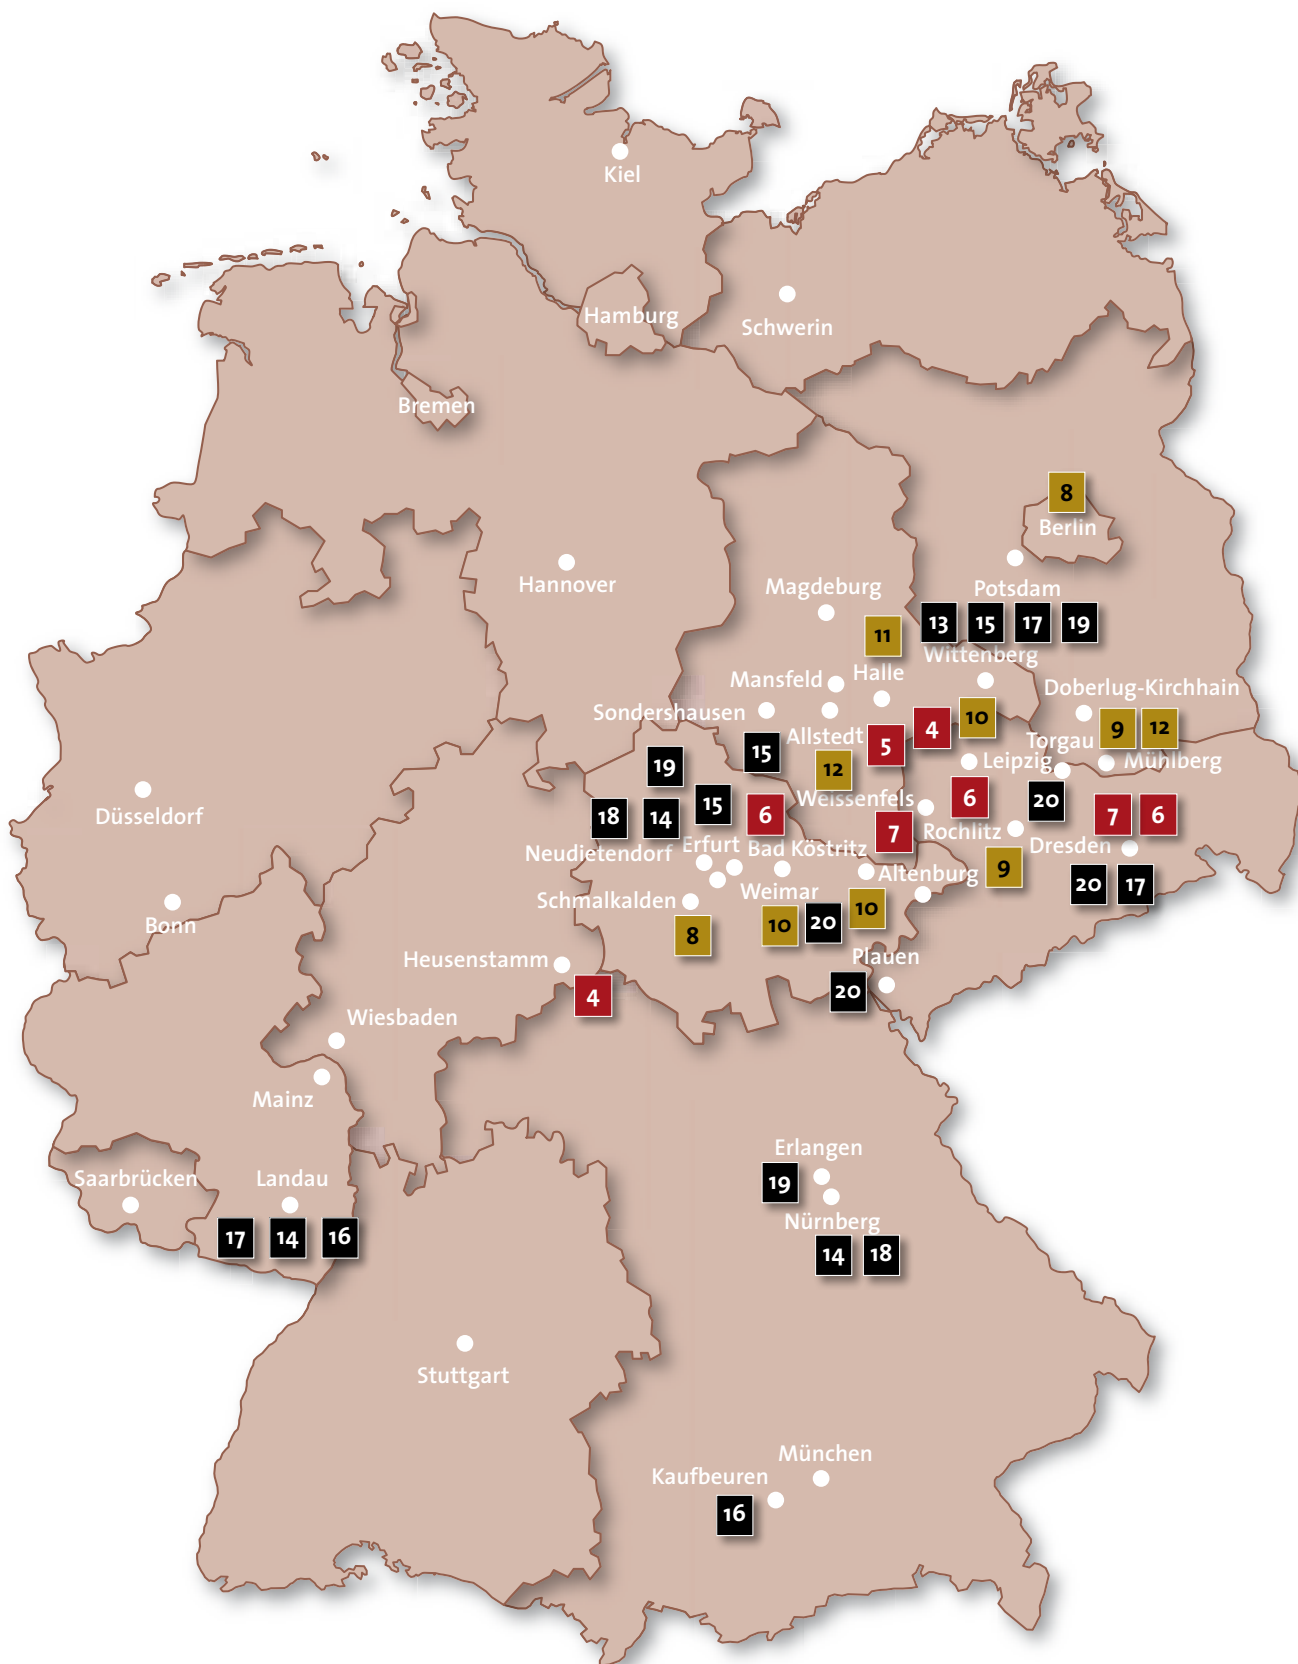 Kiel
Hamburg
Schwerin
Bremen
8
Berlin
Hannover
Magdeburg
Potsdam
13 15 17 19
11
Halle
Wittenberg
Mansfeld
Doberlug-Kirchhain
Sondershausen
Allstedt
5
4
10
Torgau
9 12
15
12
Leipzig
Mühlberg
19
Weissenfels
6
20
7 6
18 14 15 6
7
Rochlitz
Düsseldorf
Neudietendorf
Erfurt
Bad Köstritz
Dresden
9
Altenburg
20 17
Schmalkalden
Weimar
8
10 20 10
Bonn
Plauen
20
Heusenstamm
4
Wiesbaden
Mainz
Erlangen
19
Saarbrücken
Landau
17 14 16
Nürnberg
14 18
Stuttgart
München
Kaufbeuren
16